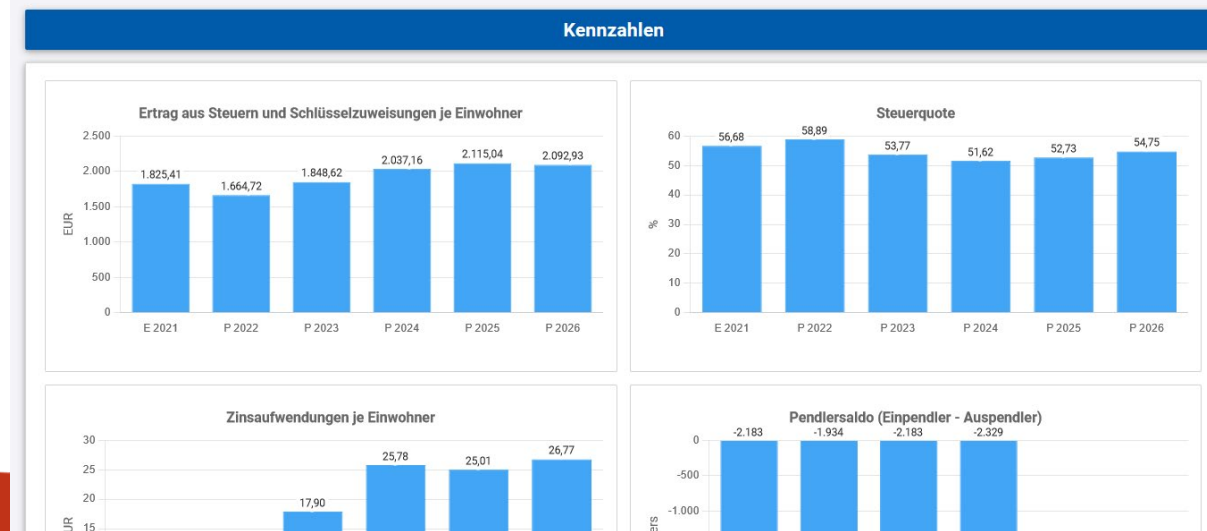 Kennzahlen
Ertrag aus Steuern und Schlüsselzuweisungen je Einwohner
2.500
2.000
1.500
1.000
500
0
EUR
1.825,41
1.664,72
1.848,62
2.037,16
2.115,04
2.092,93
E 2021
P 2022
P 2023
P 2024
P 2025
P 2026
Steuerquote
60
50
40
30
20
10
0
%
56,68
58,89
53,77
51,62
52,73
54,75
E 2021
P 2022
P 2023
P 2024
P 2025
P 2026
Zinsaufwendungen je Einwohner
30
25
20
15
17,90
25,78
25,01
26,77
Pendlersaldo (Einpendler - Auspendler)
0
-500
-1.000
-2.183
-1.934
-2.183
-2.329